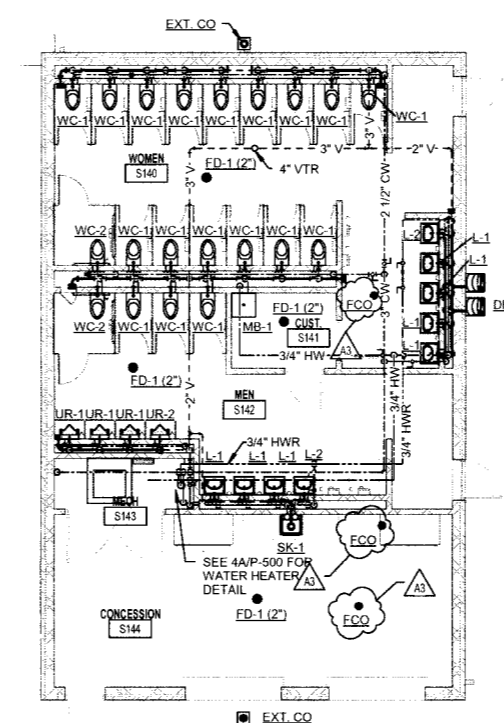 EXT. CO
WC-1 WC-1 WC-1 WC-1 WC-1 WC-1 WC-1 WC-1
WC-1
WOMEN
S140
FD-1 (2")
4" VTR
3" V
3" V
3" V
2" V
2 1/2" CW
WC-2 WC-1 WC-1 WC-1 WC-1 WC-1 WC-1
L-2
L-1
L-1
L-1
L-1
3" CW
FCO
WC-2 WC-1 WC-1 WC-1
MB-1
FD-1 (2")
CUST.
S141
A3
3/4" HW
FD-1 (2")
2" V
MEN
S142
3/4" HW
3/4" HWR
UR-1 UR-1 UR-1 UR-2
3/4" HWR
L-1 L-1 L-1 L-2
MECH
S143
SK-1
SEE 4A/P-500 FOR
WATER HEATER
DETAIL
FCO
A3
FD-1 (2")
FCO
A3
CONCESSION
S144
EXT. CO